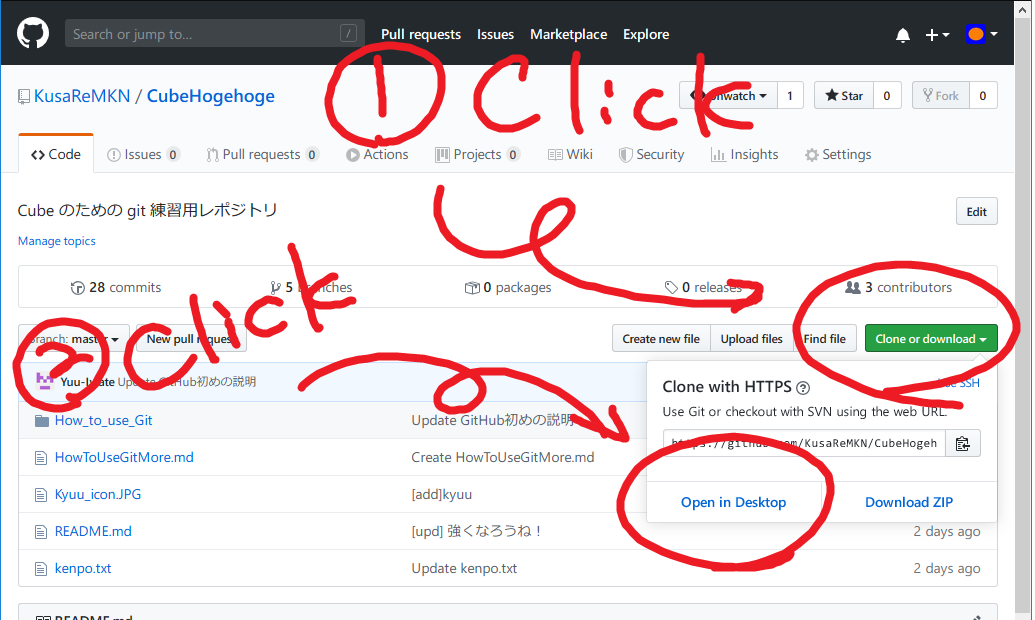 Search or jump to... / Pull requests Issues Marketplace Explore
① Click
KusaReMKN / CubeHogehoge Unwatch 1 Star 0 Fork 0
Code Issues 0 Pull requests 0 Actions Projects 0 Wiki Security Insights Settings
Cube のための git 練習用レポジトリ Edit
Manage topics
28 commits 5 branches 0 packages 0 releases 3 contributors
② Click
Branch: master New pull request Create new file Upload files Find file Clone or download
Yuu- Update GitHub初めの説明
Clone with HTTPS ? Use SSH
Use Git or checkout with SVN using the web URL.
https://github.com/KusaReMKN/CubeHogeh
Open in Desktop Download ZIP
How_to_use_Git Update GitHub初めの説明
HowToUseGitMore.md Create HowToUseGitMore.md
Kyuu_icon.JPG [add]kyuu
README.md [upd] 強くなろうね！ 2 days ago
kenpo.txt Update kenpo.txt 2 days ago
README.md